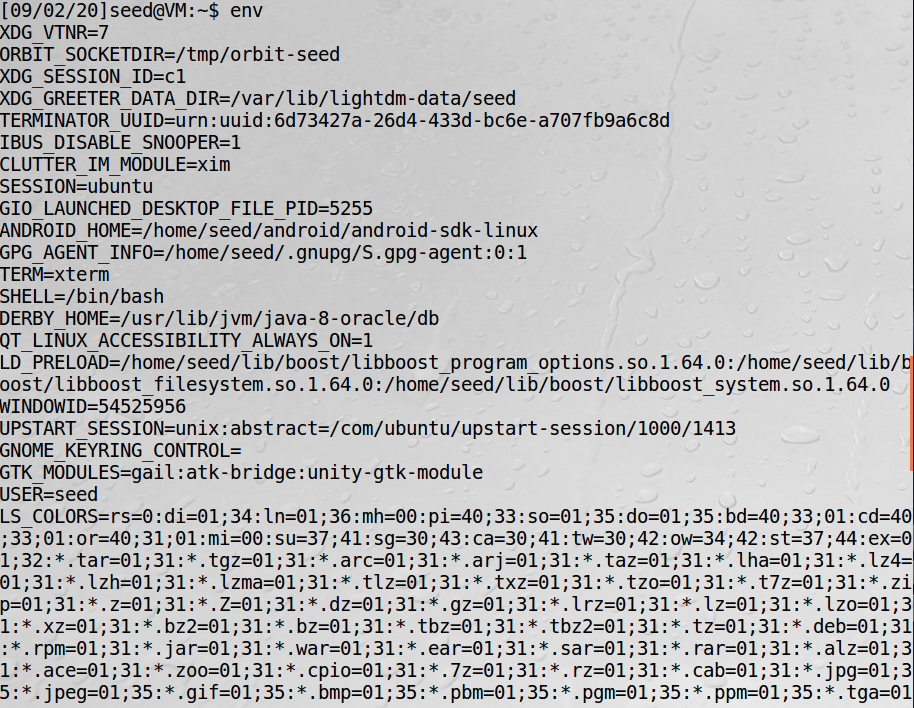 [09/02/20]seed@VM:~$ env
XDG_VTNR=7
ORBIT_SOCKETDIR=/tmp/orbit-seed
XDG_SESSION_ID=c1
XDG_GREETER_DATA_DIR=/var/lib/lightdm-data/seed
TERMINATOR_UUID=urn:uuid:6d73427a-26d4-433d-bc6e-a707fb9a6c8d
IBUS_DISABLE_SNOOPER=1
CLUTTER_IM_MODULE=xim
SESSION=ubuntu
GIO_LAUNCHED_DESKTOP_FILE_PID=5255
ANDROID_HOME=/home/seed/android/android-sdk-linux
GPG_AGENT_INFO=/home/seed/.gnupg/S.gpg-agent:0:1
TERM=xterm
SHELL=/bin/bash
DERBY_HOME=/usr/lib/jvm/java-8-oracle/db
QT_LINUX_ACCESSIBILITY_ALWAYS_ON=1
LD_PRELOAD=/home/seed/lib/boost/libboost_program_options.so.1.64.0:/home/seed/lib/b
oost/libboost_filesystem.so.1.64.0:/home/seed/lib/boost/libboost_system.so.1.64.0
WINDOWID=54525956
UPSTART_SESSION=unix:abstract=/com/ubuntu/upstart-session/1000/1413
GNOME_KEYRING_CONTROL=
GTK_MODULES=gail:atk-bridge:unity-gtk-module
USER=seed
LS_COLORS=rs=0:di=01;34:ln=01;36:mh=00:pi=40;33:so=01;35:do=01;35:bd=40;33;01:cd=40
;33;01:or=40;31;01:mi=00:su=37;41:sg=30;43:ca=30;41:tw=30;42:ow=34;42:st=37;44:ex=0
1;32:*.tar=01;31:*.tgz=01;31:*.arc=01;31:*.arj=01;31:*.taz=01;31:*.lha=01;31:*.lz4=
01;31:*.lzh=01;31:*.lzma=01;31:*.tlz=01;31:*.txz=01;31:*.tzo=01;31:*.t7z=01;31:*.zi
p=01;31:*.z=01;31:*.Z=01;31:*.dz=01;31:*.gz=01;31:*.lrz=01;31:*.lz=01;31:*.lzo=01;3
1:*.xz=01;31:*.bz2=01;31:*.bz=01;31:*.tbz=01;31:*.tbz2=01;31:*.tz=01;31:*.deb=01;31
:*.rpm=01;31:*.jar=01;31:*.war=01;31:*.ear=01;31:*.sar=01;31:*.rar=01;31:*.alz=01;3
1:*.ace=01;31:*.zoo=01;31:*.cpio=01;31:*.7z=01;31:*.rz=01;31:*.cab=01;31:*.jpg=01;3
5:*.jpeg=01;35:*.gif=01;35:*.bmp=01;35:*.pbm=01;35:*.pgm=01;35:*.ppm=01;35:*.tga=01